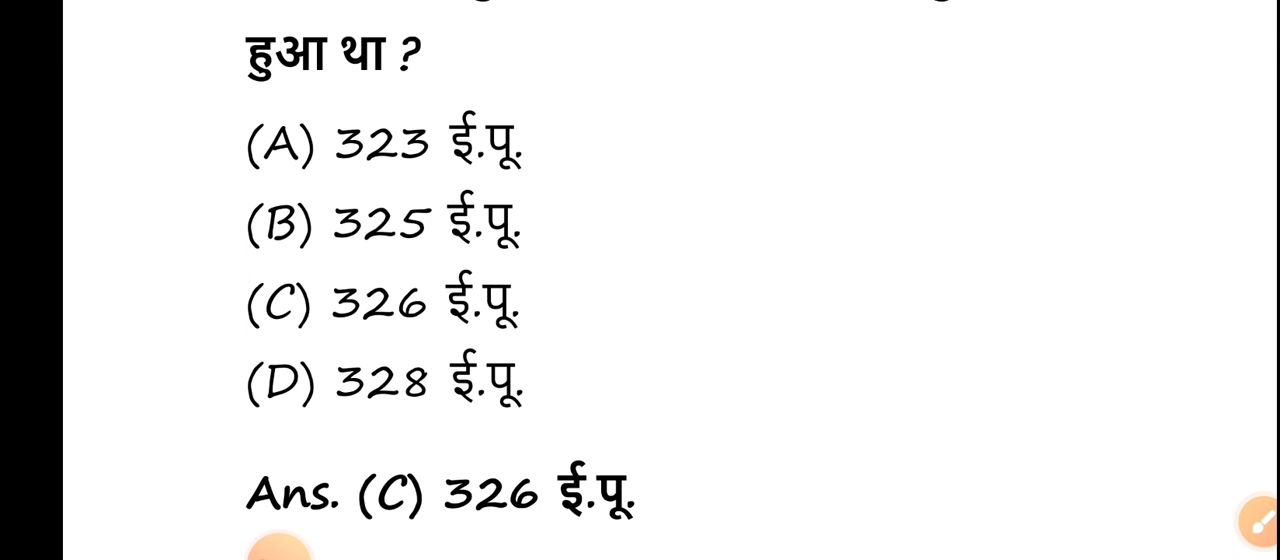 हुआ था ?
(A) 323 ई.पू.
(B) 325 ई.पू.
(C) 326 ई.पू.
(D) 328 ई.पू.
Ans. (C) 326 ई.पू.